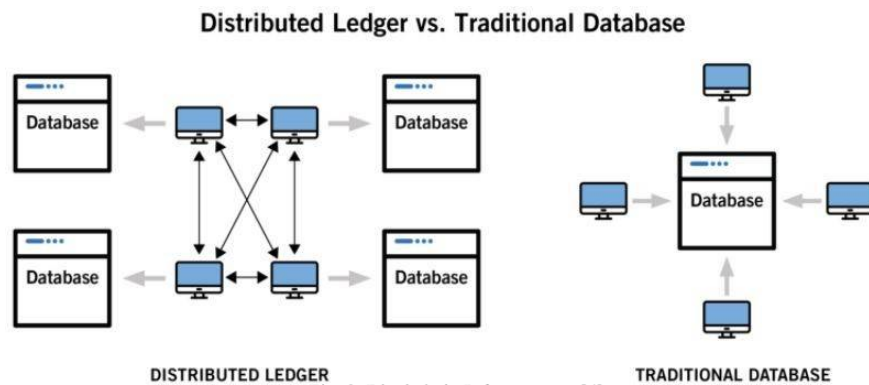 Distributed Ledger vs. Traditional Database
Database
Database
Database
Database
Database
DISTRIBUTED LEDGER
TRADITIONAL DATABASE